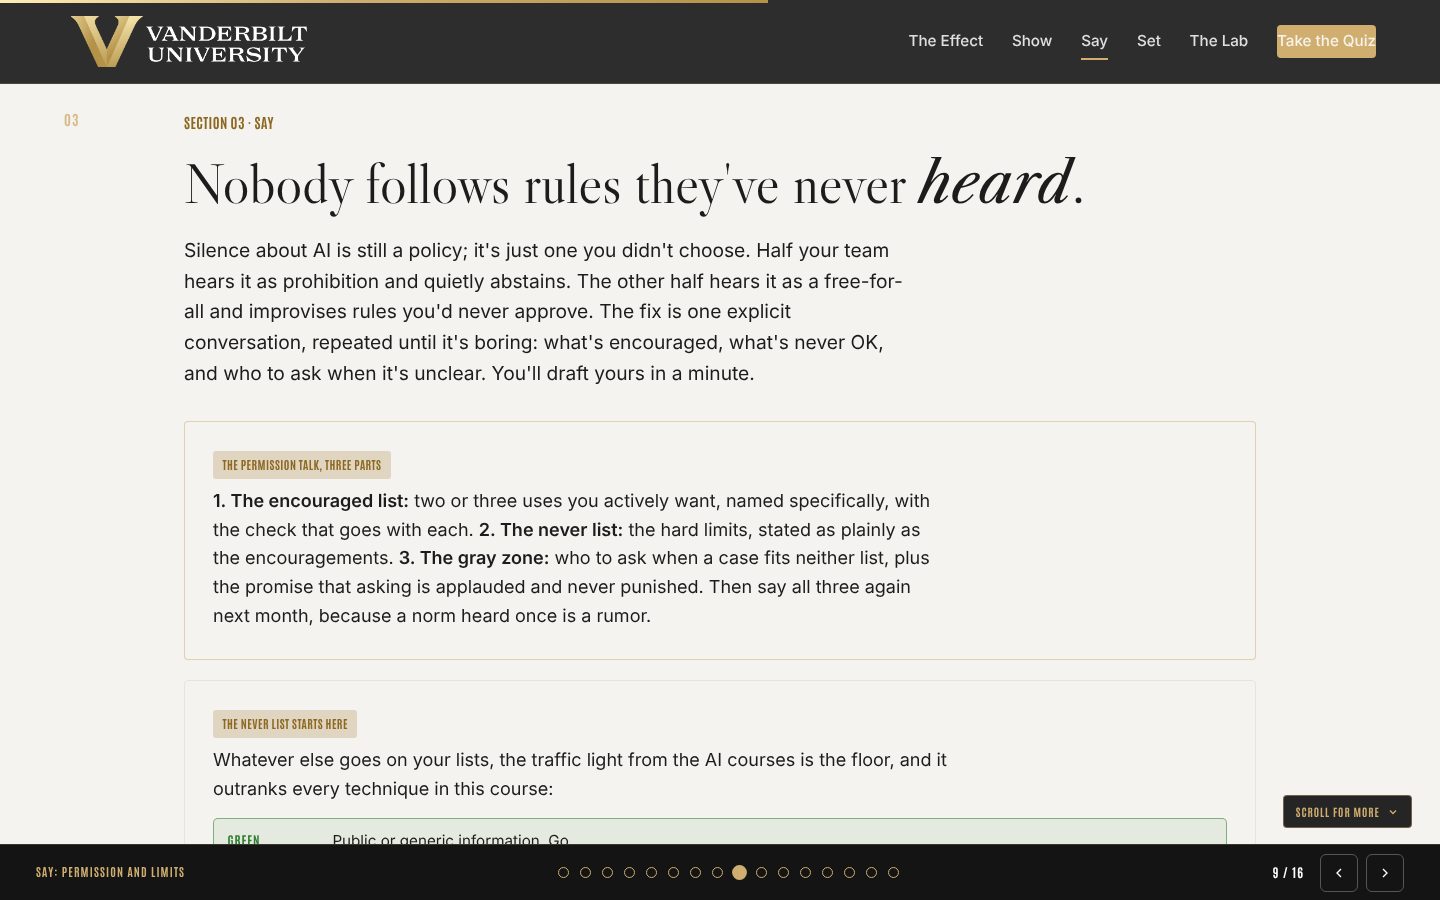 VANDERBILT
UNIVERSITY
The Effect
Show
Say
Set
The Lab
Take the Quiz
03
SECTION 03 · SAY
Nobody follows rules they've never heard.
Silence about AI is still a policy; it's just one you didn't choose. Half your team
hears it as prohibition and quietly abstains. The other half hears it as a free-for-
all and improvises rules you'd never approve. The fix is one explicit
conversation, repeated until it's boring: what's encouraged, what's never OK,
and who to ask when it's unclear. You'll draft yours in a minute.
THE PERMISSION TALK, THREE PARTS
1. The encouraged list: two or three uses you actively want, named specifically, with
the check that goes with each. 2. The never list: the hard limits, stated as plainly as
the encouragements. 3. The gray zone: who to ask when a case fits neither list, plus
the promise that asking is applauded and never punished. Then say all three again
next month, because a norm heard once is a rumor.
THE NEVER LIST STARTS HERE
Whatever else goes on your lists, the traffic light from the AI courses is the floor, and it
outranks every technique in this course:
GREEN
Public or generic information. Go.
SCROLL FOR MORE
SAY: PERMISSION AND LIMITS
9 / 16